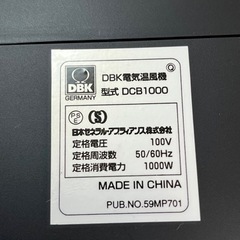 DBK
GERMANY
DBK電気温風機
型式 DCB1000
PS
E
S
日本ゼネラル・アプライアンス株式会社
定格電圧 100V
定格周波数 50/60Hz
定格消費電力 1000W
MADE IN CHINA
PUB.NO.59MP701